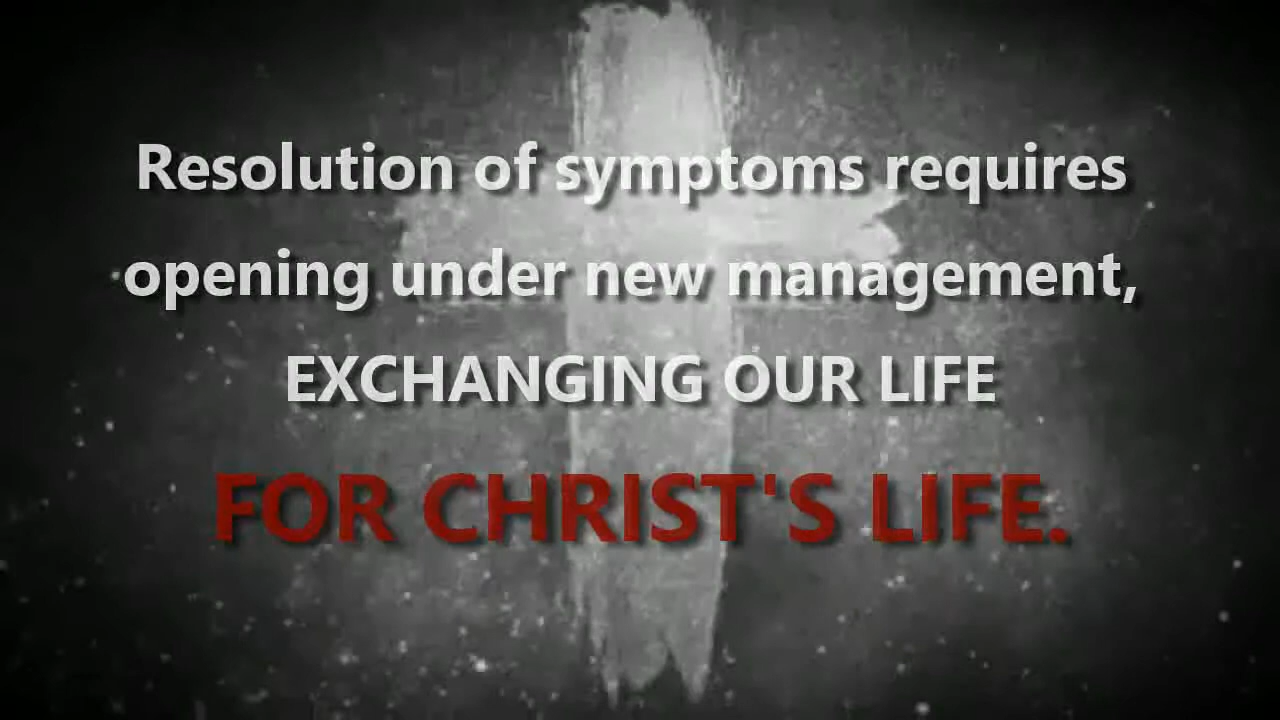 Resolution of symptoms requires
opening under new management,
EXCHANGING OUR LIFE
FOR CHRIST'S LIFE.